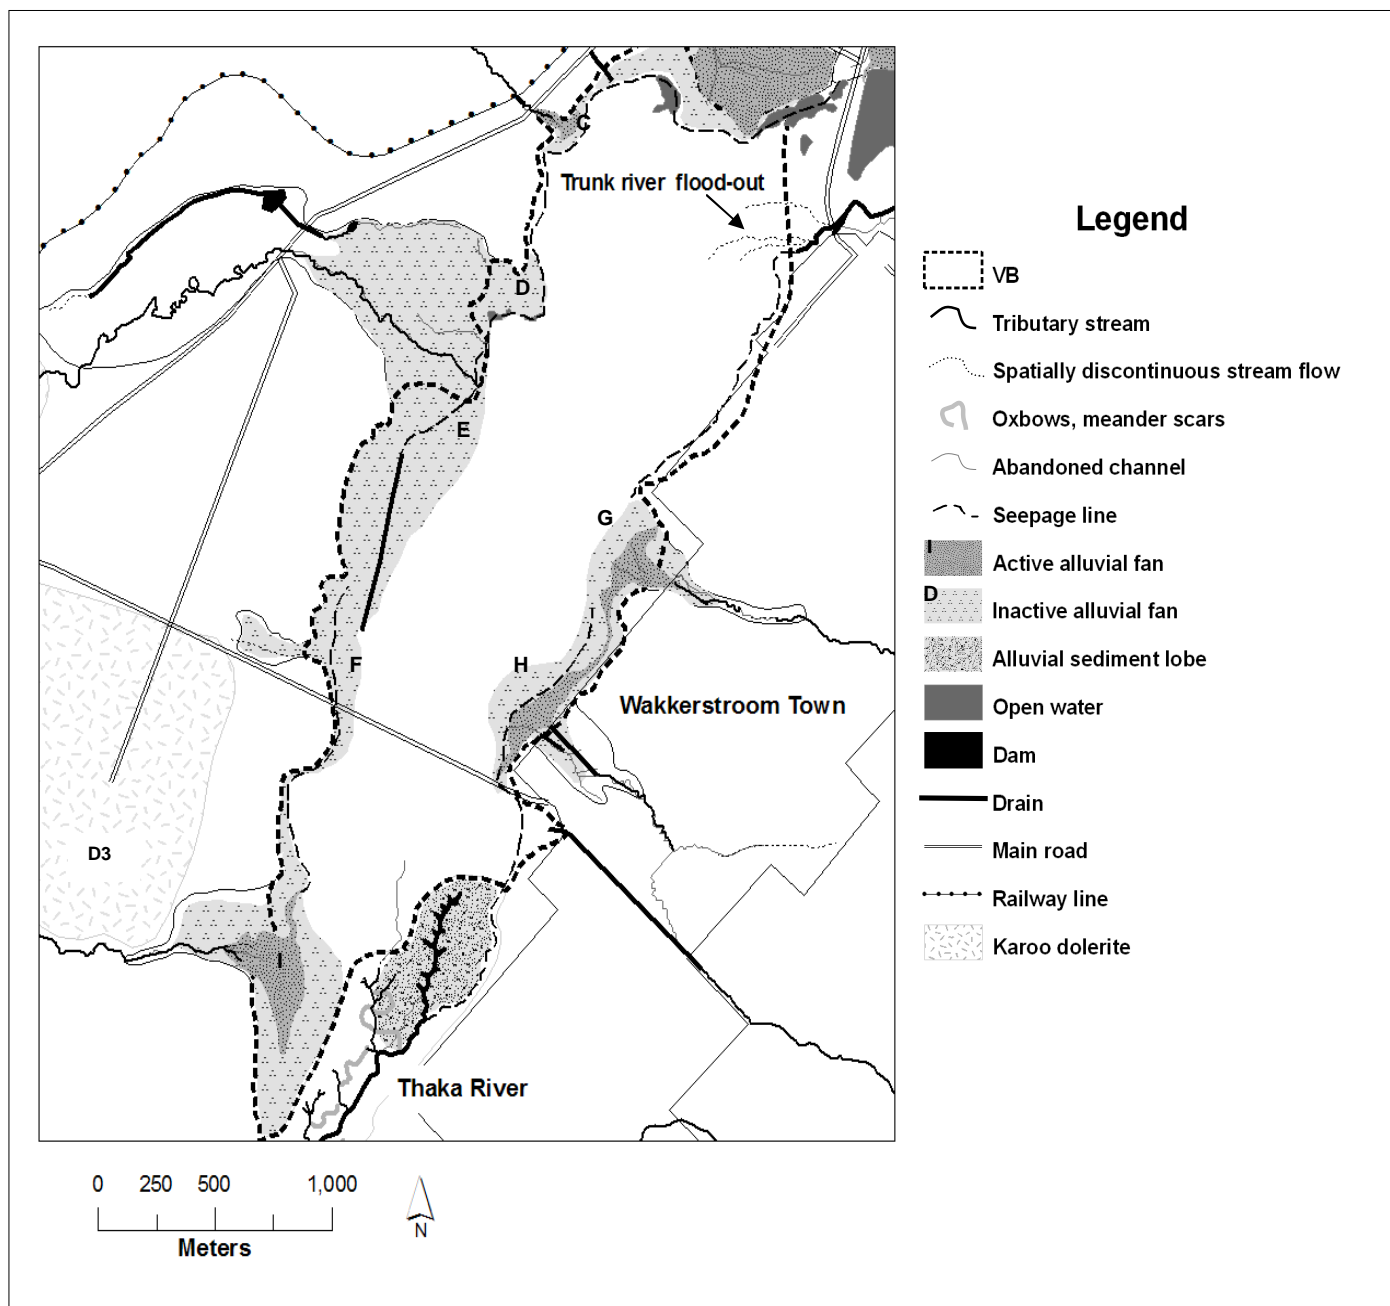 C
Trunk river flood-out
D
E
G
F
H
Wakkerstroom Town
D3
I
Thaka River
0 250 500 1,000
Meters
N
Legend
VB
Tributary stream
Spatially discontinuous stream flow
Oxbows, meander scars
Abandoned channel
Seepage line
I Active alluvial fan
D Inactive alluvial fan
Alluvial sediment lobe
Open water
Dam
Drain
Main road
Railway line
Karoo dolerite